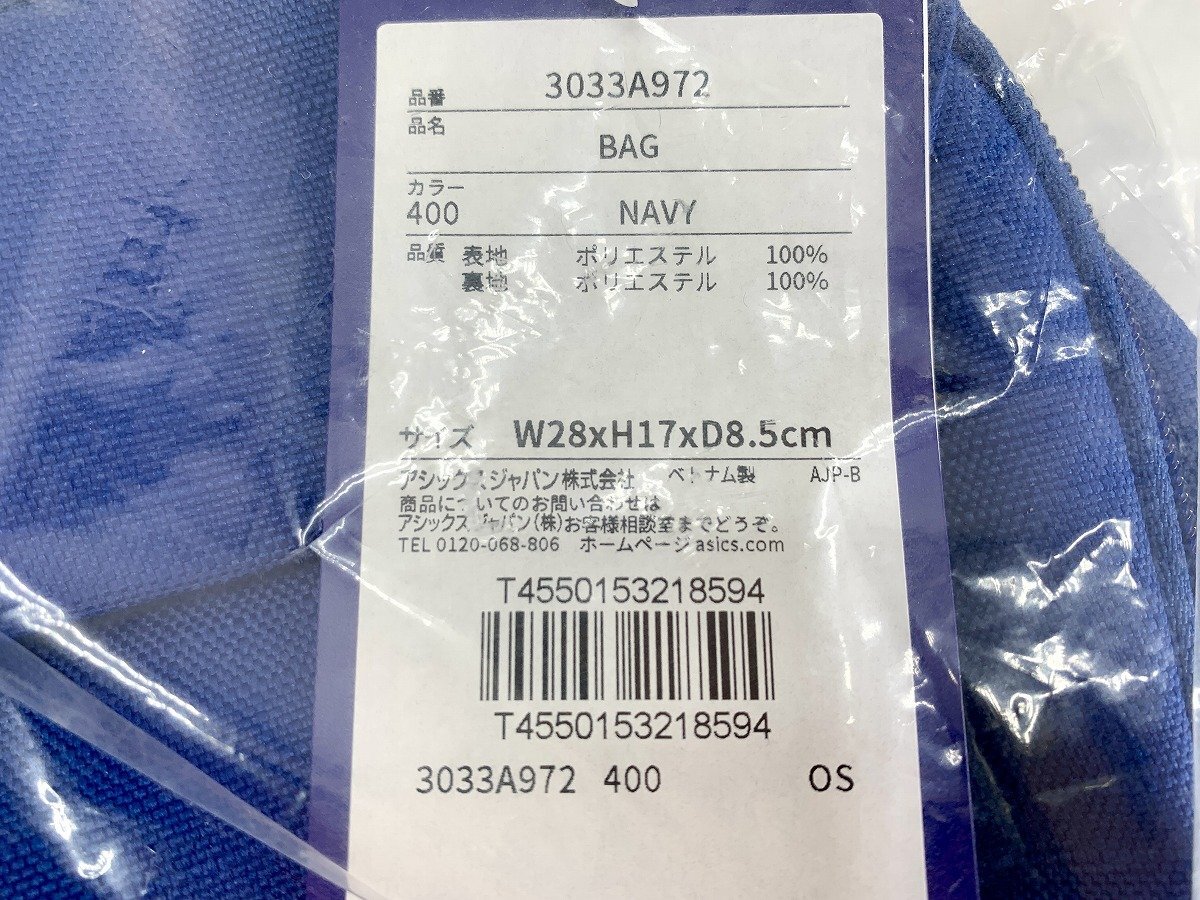 品番 3033A972
品名
BAG
カラー
400 NAVY
品質 表地 ポリエステル 100%
裏地 ポリエステル 100%
サイズ W28xH17xD8.5cm
アシックスジャパン株式会社 ベトナム製 AJP-B
商品についてのお問い合わせは
アシックスジャパン(株)お客様相談室までどうぞ。
TEL 0120-068-806 ホームページasics.com
T4550153218594
T4550153218594
3033A972 400 OS